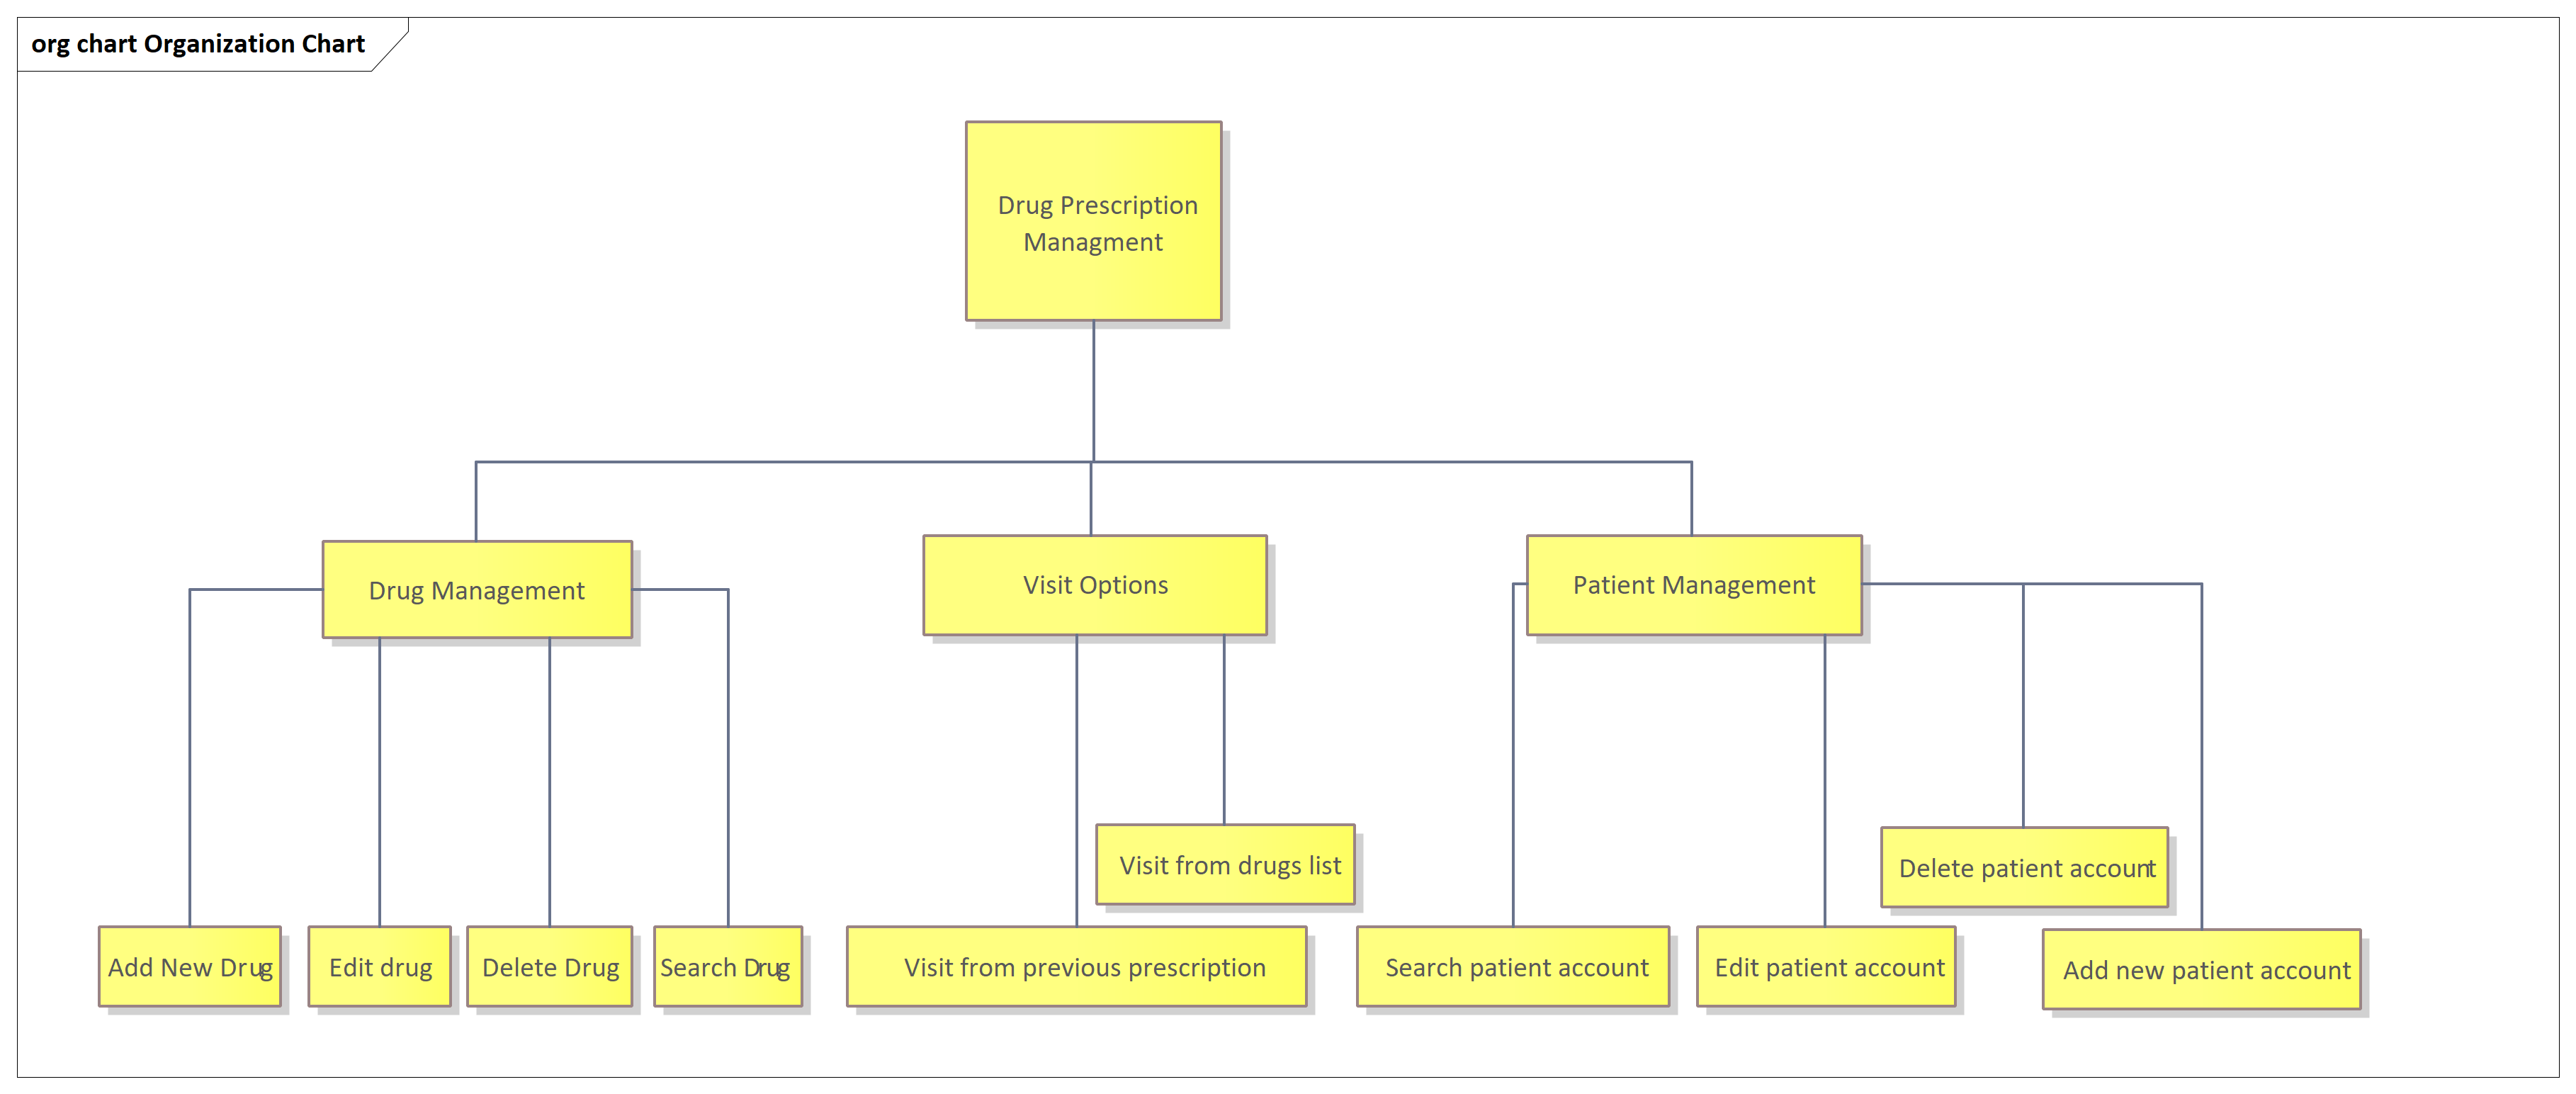 org chart Organization Chart
Drug Prescription
Managment
Drug Management
Visit Options
Patient Management
Visit from drugs list
Delete patient account
Add New Drug
Edit drug
Delete Drug
Search Drug
Visit from previous prescription
Search patient account
Edit patient account
Add new patient account